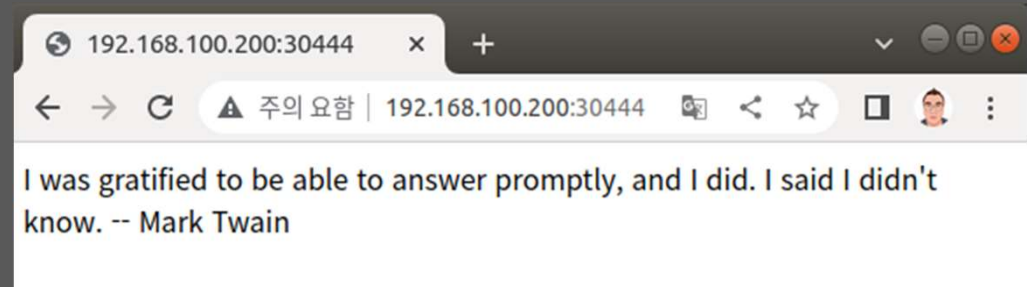 192.168.100.200:30444
주의 요함 192.168.100.200:30444
I was gratified to be able to answer promptly, and I did. I said I didn't
know. -- Mark Twain